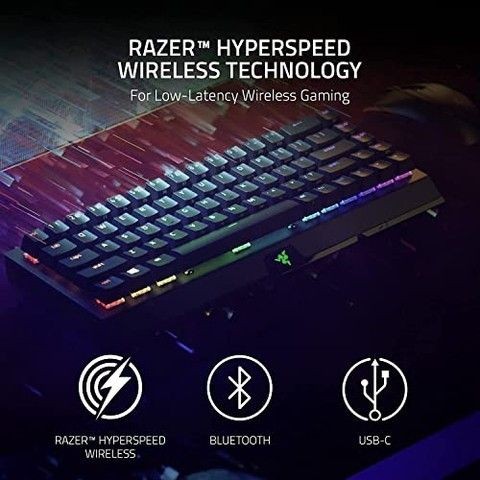 RAZER™ HYPERSPEED
WIRELESS TECHNOLOGY
For Low-Latency Wireless Gaming
RAZER™ HYPERSPEED
WIRELESS
BLUETOOTH
USB-C